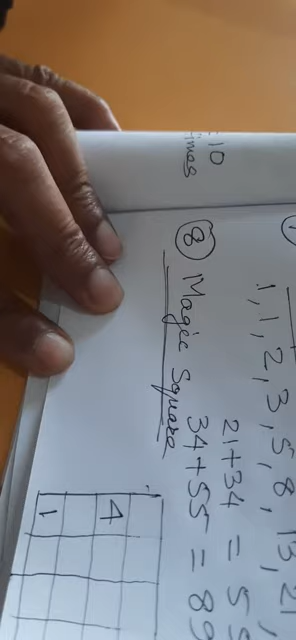 = 10
times
1, 1, 2, 3, 5, 8, 13, 21,
21 + 34 = 55
34 + 55 = 89
8 Magic Square
4
1